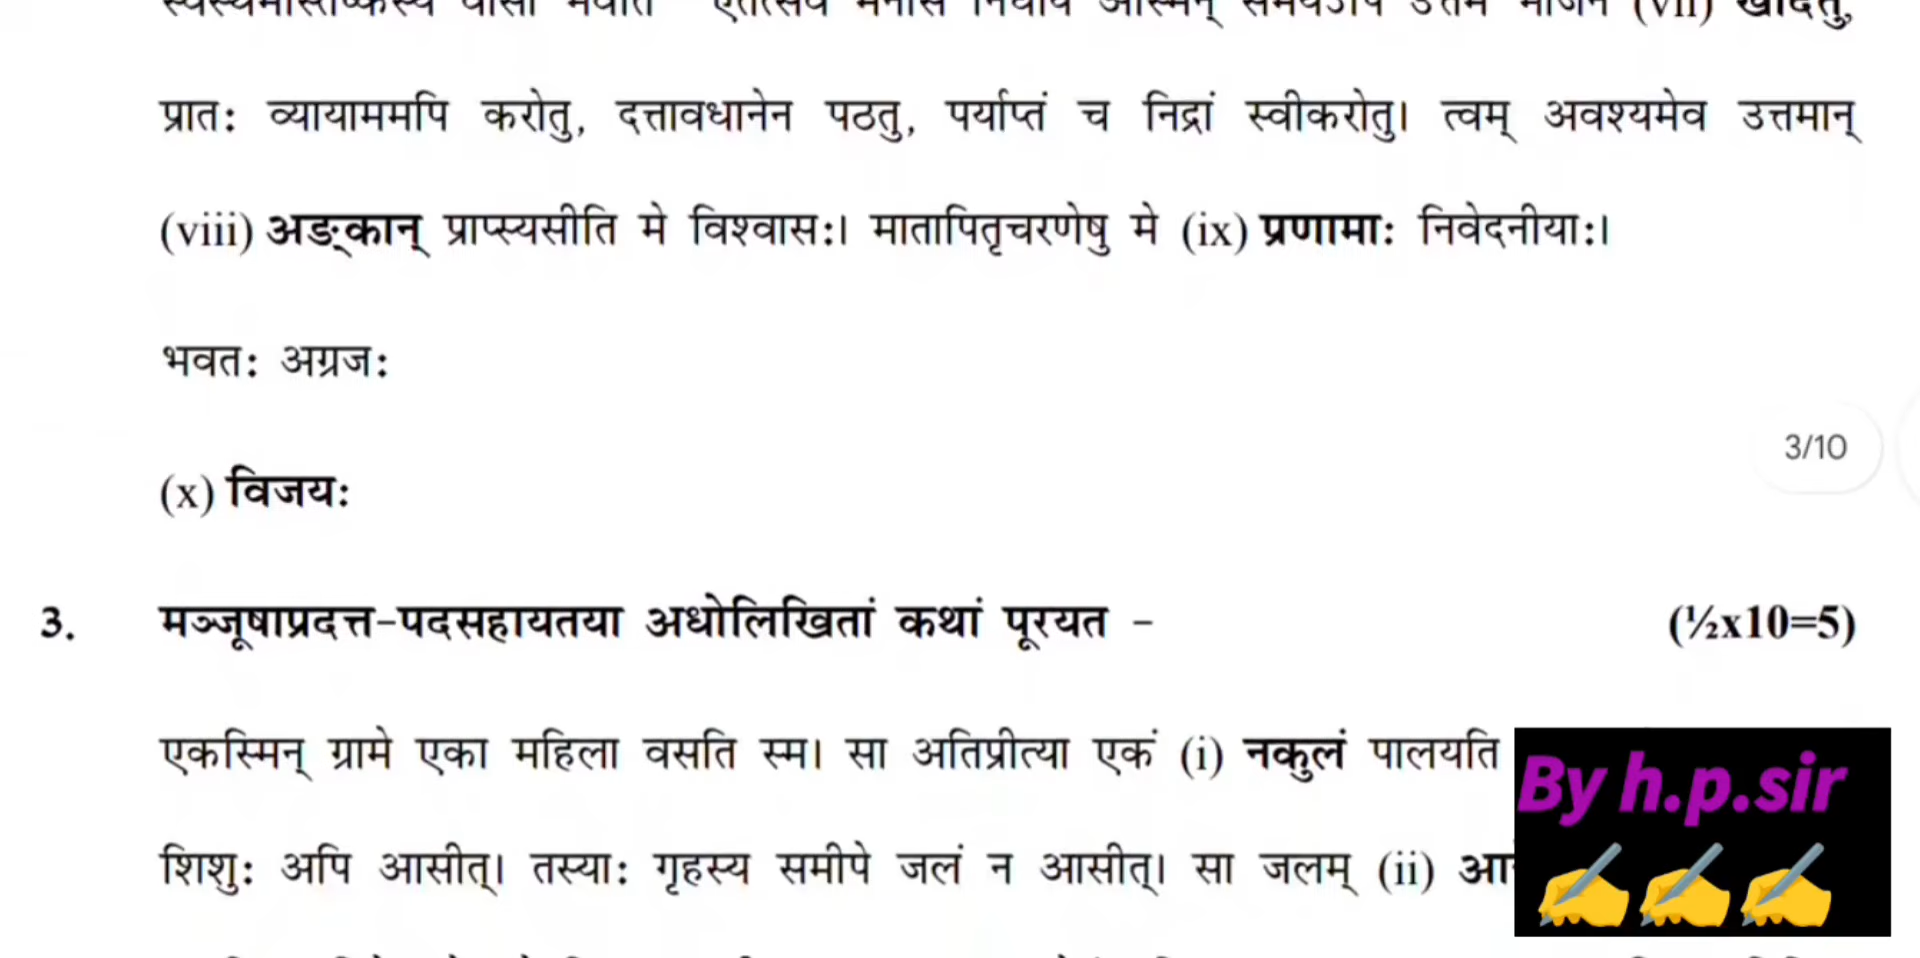 (vii) खादतु,
प्रातः व्यायाममपि करोतु, दत्तावधानेन पठतु, पर्याप्तं च निद्रां स्वीकरोतु। त्वम् अवश्यमेव उत्तमान्
(viii) अङ्कान् प्राप्स्यसीति मे विश्वासः। मातापितृचरणेषु मे (ix) प्रणामाः निवेदनीयाः।
भवतः अग्रजः
3/10
(x) विजयः
3. मञ्जूषाप्रदत्त-पदसहायतया अधोलिखितां कथां पूरयत - (½x10=5)
एकस्मिन् ग्रामे एका महिला वसति स्म। सा अतिप्रीत्या एकं (i) नकुलं पालयति
By h.p.sir
शिशुः अपि आसीत्। तस्याः गृहस्य समीपे जलं न आसीत्। सा जलम् (ii)